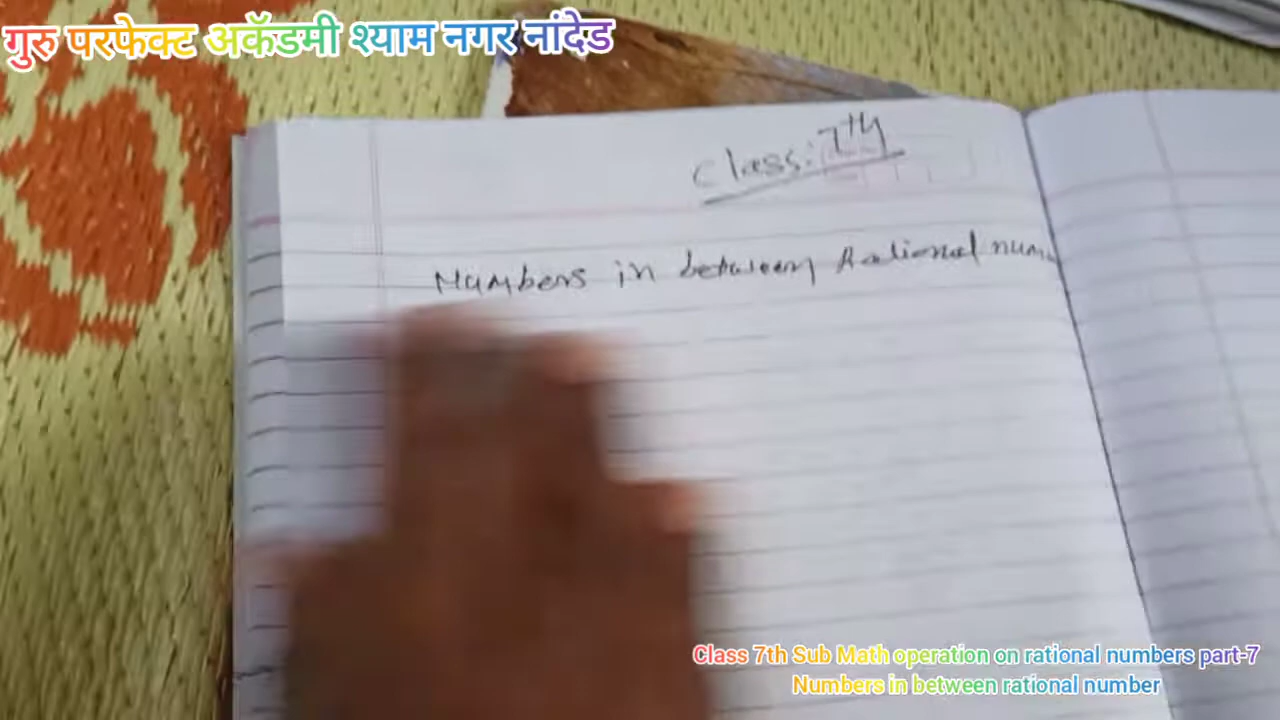 गुरु परफेक्ट अकॅडमी श्याम नगर नांदेड
Class: 7th
Numbers in between Rational num
Class 7th Sub Math operation on rational numbers part-7
Numbers in between rational number